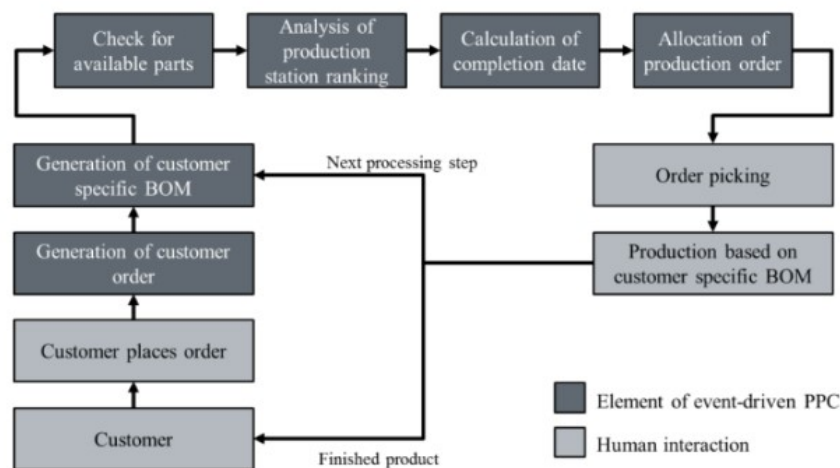 Check for
available parts
Analysis of
production
station ranking
Calculation of
completion date
Allocation of
production order
Generation of customer
specific BOM
Next processing step
Order picking
Generation of customer
order
Production based on
customer specific BOM
Customer places order
Customer
Finished product
Element of event-driven PPC
Human interaction